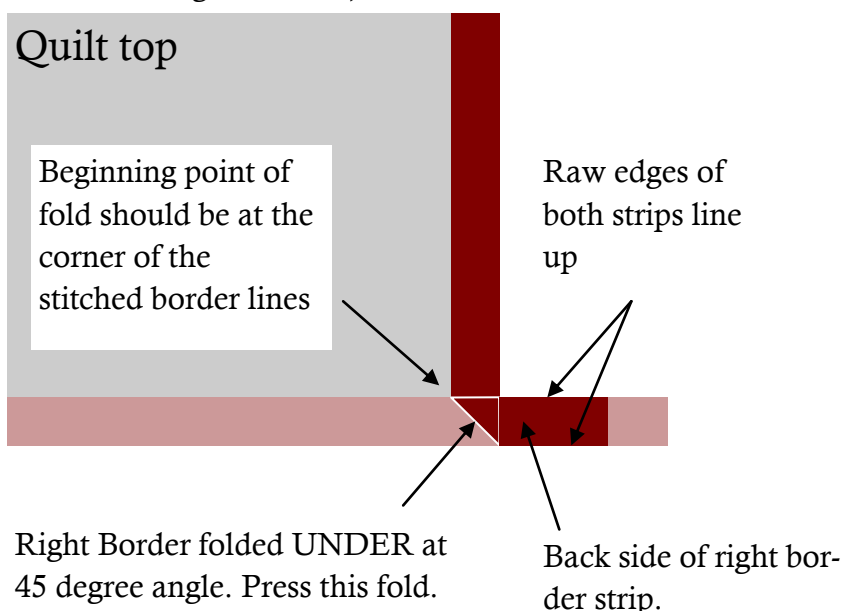 Quilt top
Beginning point of
fold should be at the
corner of the
stitched border lines
Raw edges of
both strips line
up
Right Border folded UNDER at
45 degree angle. Press this fold.
Back side of right bor-
der strip.